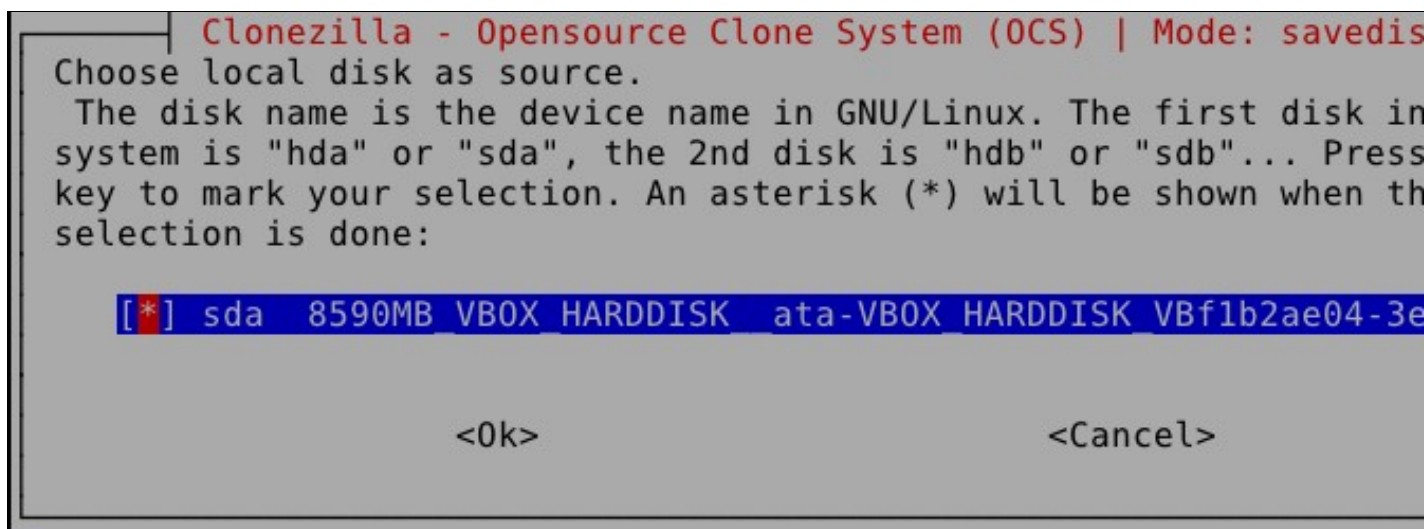 Clonezilla - Opensource Clone System (OCS) | Mode: savedis
Choose local disk as source.
The disk name is the device name in GNU/Linux. The first disk in
system is "hda" or "sda", the 2nd disk is "hdb" or "sdb"... Press
key to mark your selection. An asterisk (*) will be shown when th
selection is done:
[*] sda 8590MB_VBOX_HARDDISK__ata-VBOX_HARDDISK_VBf1b2ae04-3e
<Ok> <Cancel>